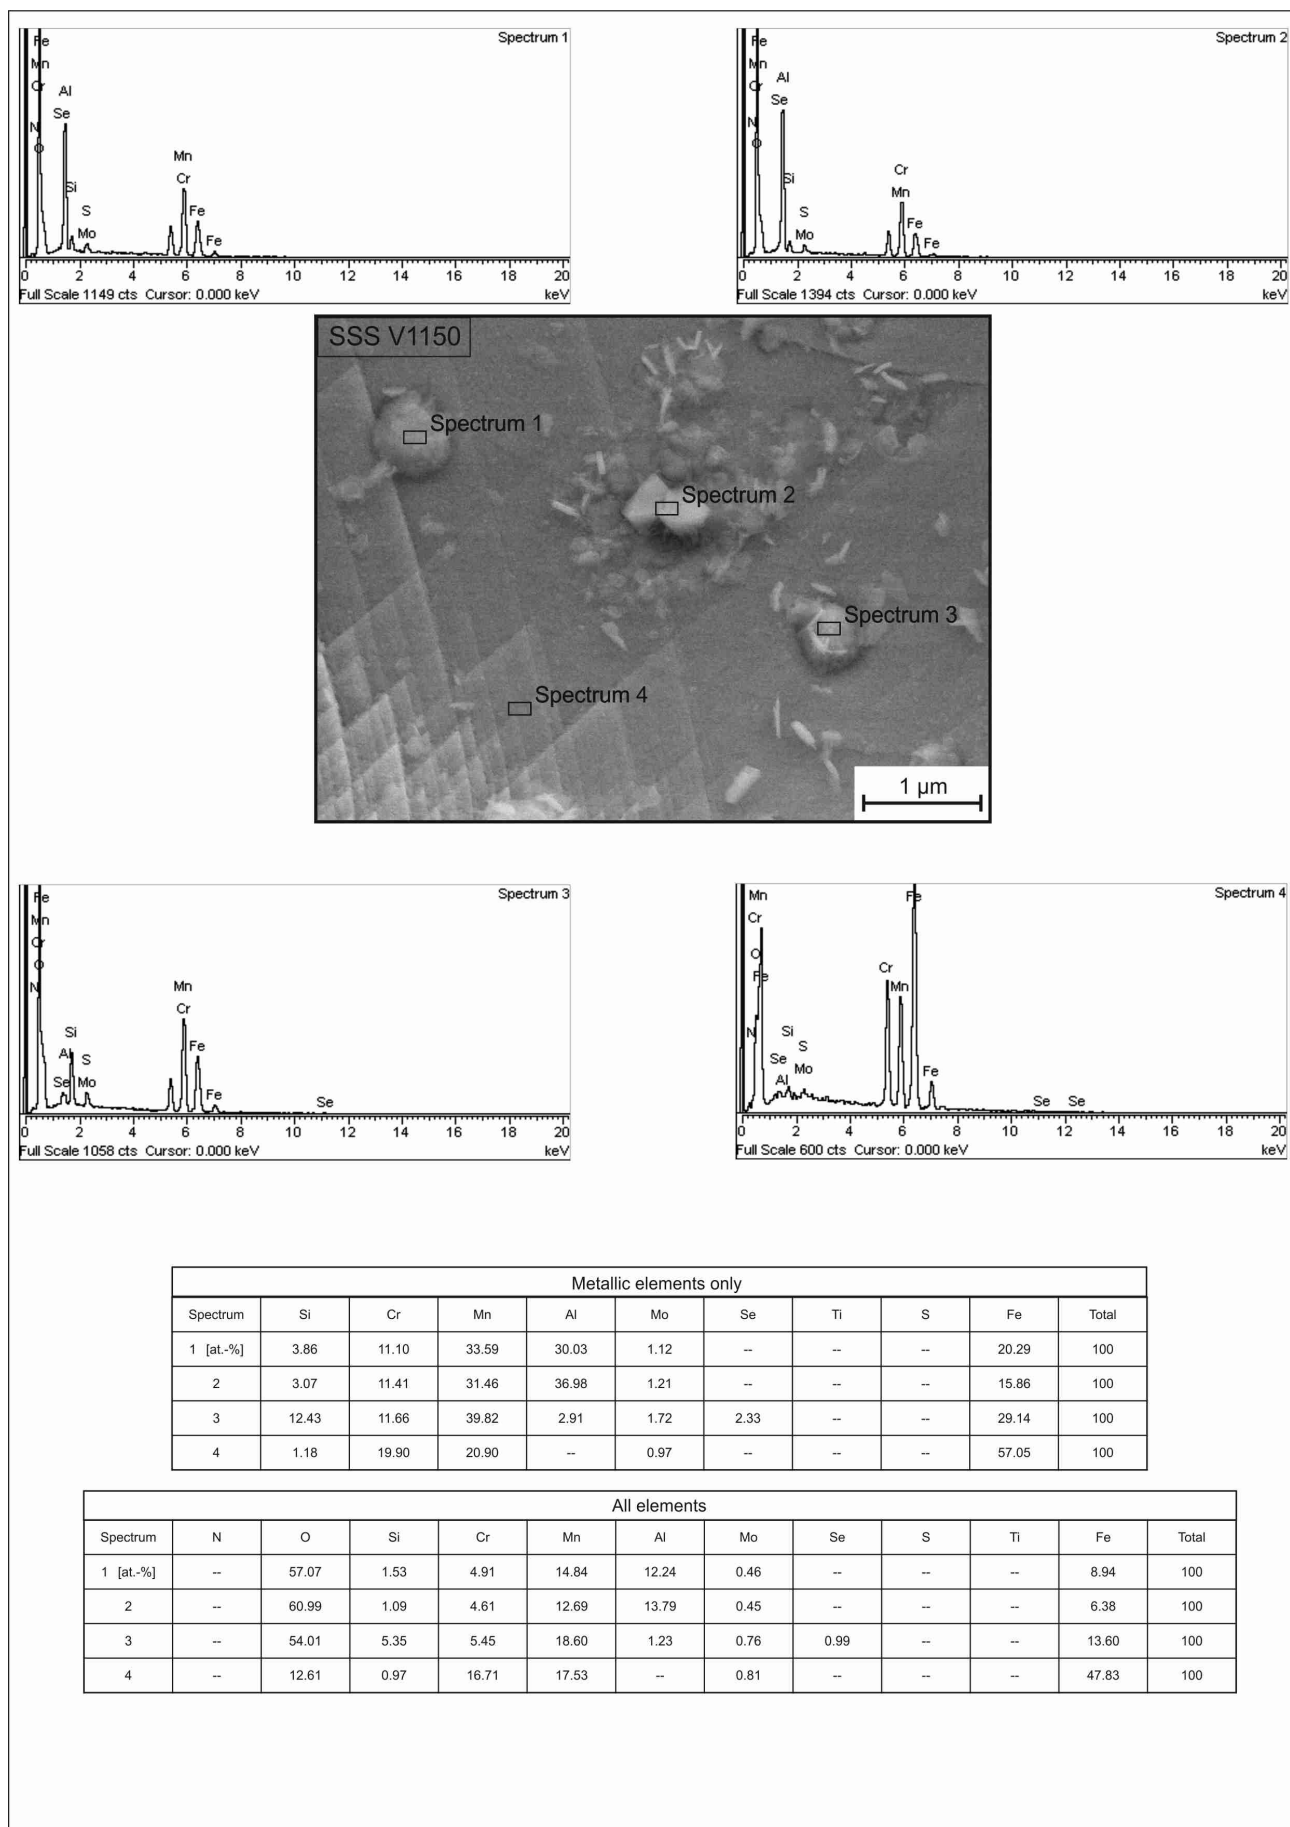 Spectrum 1
Fe
Mn
Cr
Al
Se
N
O
Mn
Si
Cr
S
Fe
Mo
Fe
0 2 4 6 8 10 12 14 16 18 20
Full Scale 1149 cts Cursor: 0.000 keV keV
Spectrum 2
Fe
Mn
Al
Cr
Se
N
O
Cr
Si
Mn
S
Fe
Mo
Fe
0 2 4 6 8 10 12 14 16 18 20
Full Scale 1394 cts Cursor: 0.000 keV keV
SSS V1150
Spectrum 1
Spectrum 2
Spectrum 3
Spectrum 4
1 µm
Spectrum 3
Fe
Mn
Cr
O
N
Mn
Cr
Si
Al
Fe
S
Se
Mo
Fe
Se
0 2 4 6 8 10 12 14 16 18 20
Full Scale 1058 cts Cursor: 0.000 keV keV
Spectrum 4
Mn
Fe
Cr
O
Fe
Cr
Mn
N
Si
S
Se
Mo
Al
Fe
Se Se
0 2 4 6 8 10 12 14 16 18 20
Full Scale 600 cts Cursor: 0.000 keV keV
Metallic elements only
Spectrum Si Cr Mn Al Mo Se Ti S Fe Total
1 [at.-%] 3.86 11.10 33.59 30.03 1.12 -- -- -- 20.29 100
2 3.07 11.41 31.46 36.98 1.21 -- -- -- 15.86 100
3 12.43 11.66 39.82 2.91 1.72 2.33 -- -- 29.14 100
4 1.18 19.90 20.90 -- 0.97 -- -- -- 57.05 100
All elements
Spectrum N O Si Cr Mn Al Mo Se S Ti Fe Total
1 [at.-%] -- 57.07 1.53 4.91 14.84 12.24 0.46 -- -- -- 8.94 100
2 -- 60.99 1.09 4.61 12.69 13.79 0.45 -- -- -- 6.38 100
3 -- 54.01 5.35 5.45 18.60 1.23 0.76 0.99 -- -- 13.60 100
4 -- 12.61 0.97 16.71 17.53 -- 0.81 -- -- -- 47.83 100